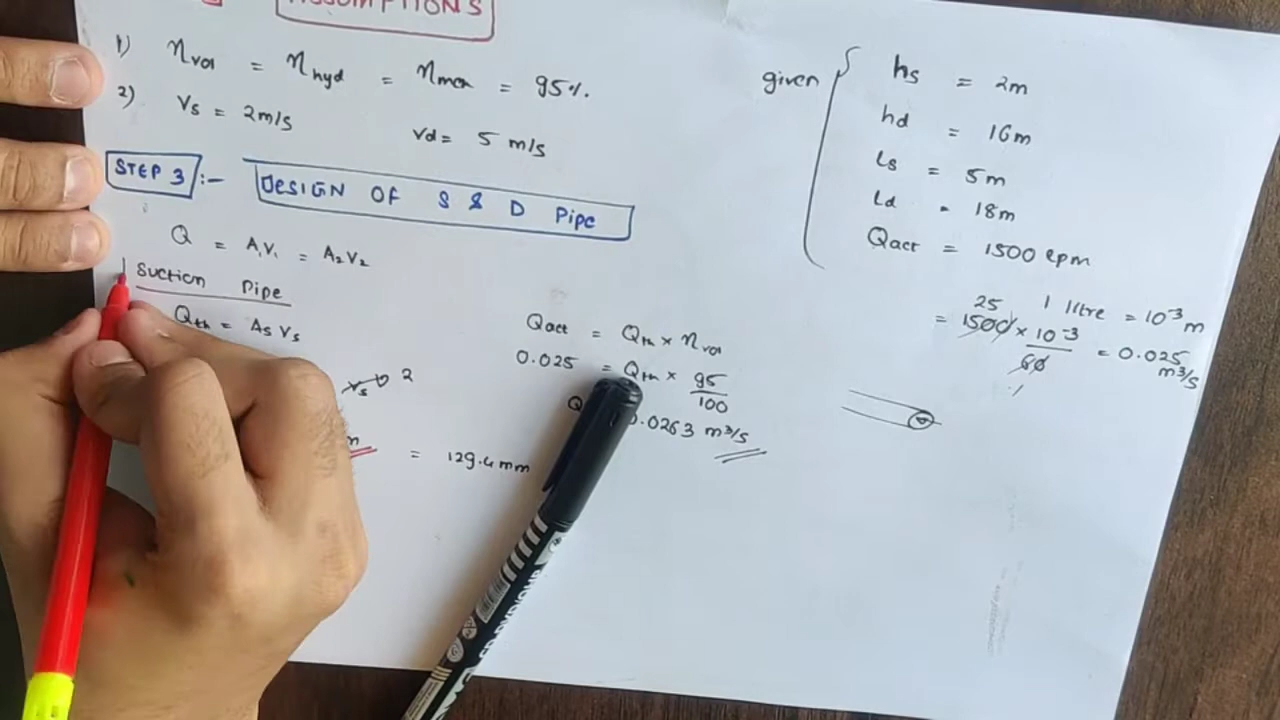 ASSUMPTIONS
1) ηvol = ηhyd = ηmech = 95%.
2) Vs = 2m/s Vd = 5 m/s
STEP 3 :- DESIGN OF S & D Pipe
Q = A₁V₁ = A₂V₂
Suction Pipe
Qth = As Vs
2
= 129.4mm
Qact = Qth × ηvol
0.025 = Qth × 95/100
0.0263 m³/s
given { hs = 2m
hd = 16m
Ls = 5m
Ld = 18m
Qact = 1500 lpm
1 litre = 10⁻³ m
25
= 1500 × 10⁻³/60 = 0.025 m³/s